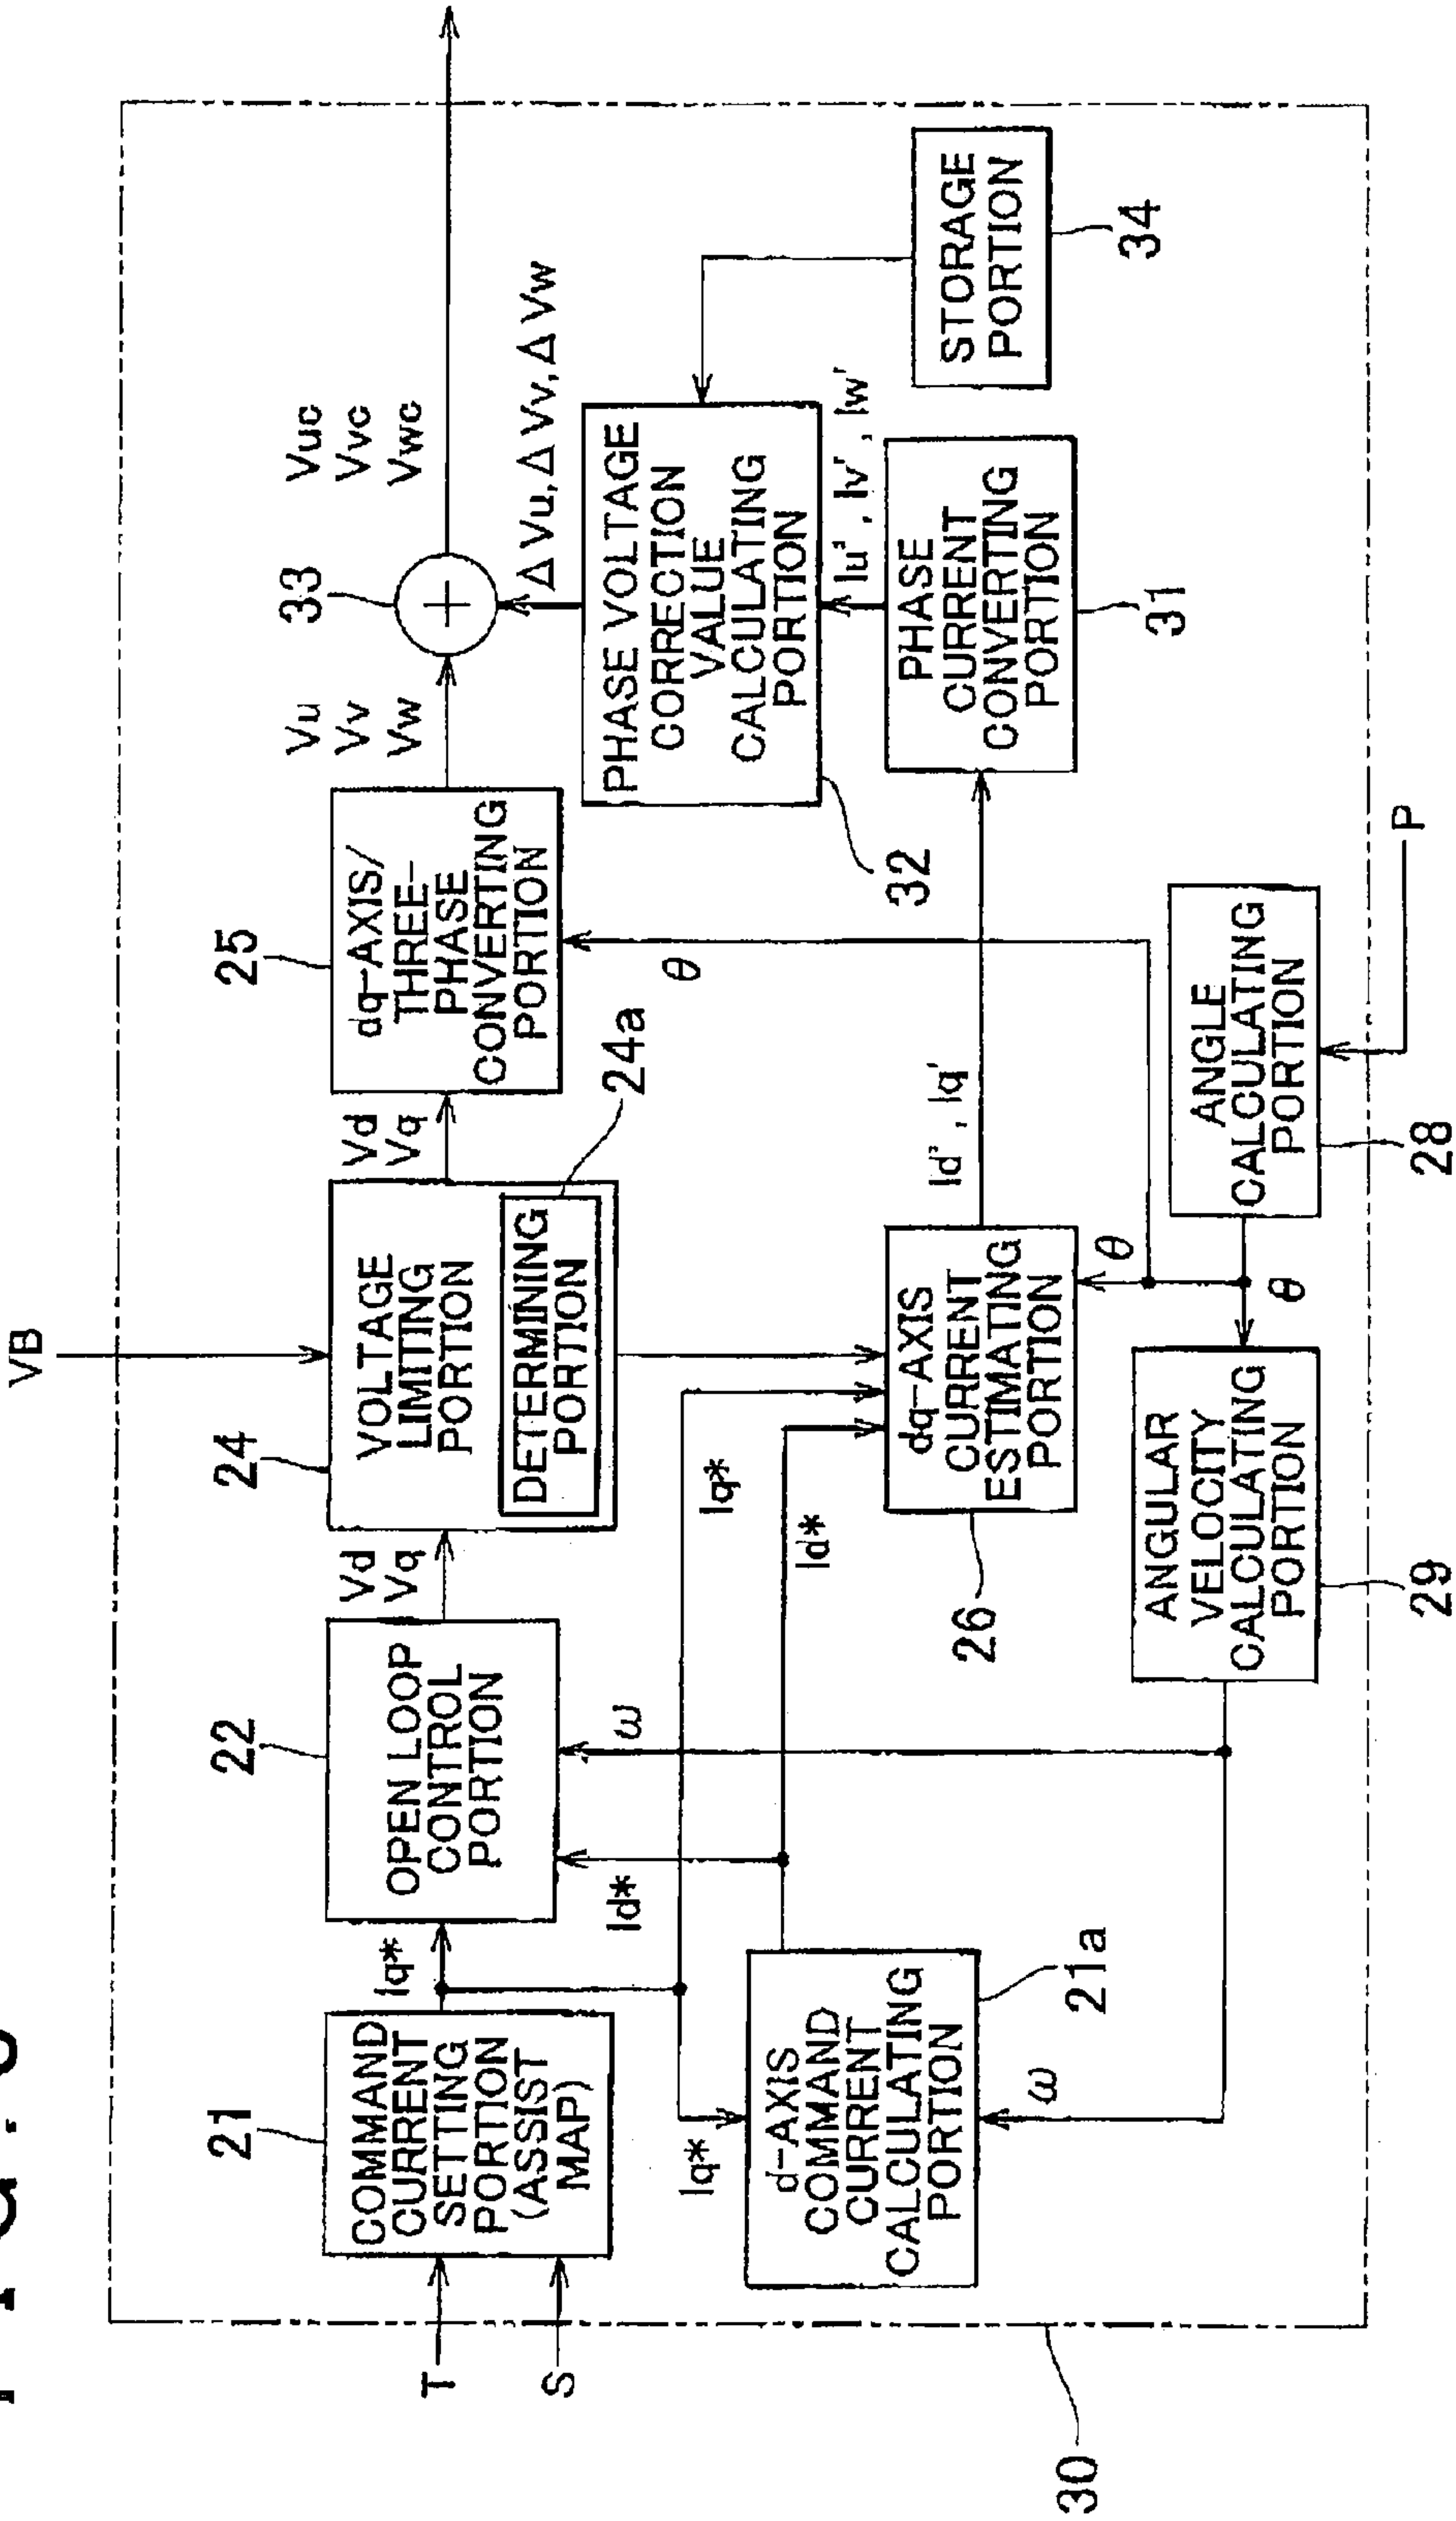 VB
Vuc
Vvc
Vwc
33
Vu
Vv
Vw
25
dq-AXIS/
THREE-
PHASE
CONVERTING
PORTION
Vd
Vq
24
VOLTAGE
LIMITING
PORTION
DETERMINING
PORTION
24a
Vd
Vq
22
OPEN LOOP
CONTROL
PORTION
Iq*
21
COMMAND
CURRENT
SETTING
PORTION
(ASSIST
MAP)
T
S
ΔVu, ΔVv, ΔVw
PHASE VOLTAGE
CORRECTION
VALUE
CALCULATING
PORTION
32
STORAGE
PORTION
34
Iu', Iv', Iw'
PHASE
CURRENT
CONVERTING
PORTION
31
θ
Id', Iq'
ω
Id*
Iq*
Id*
Iq*
d-AXIS
COMMAND
CURRENT
CALCULATING
PORTION
21a
ω
dq-AXIS
CURRENT
ESTIMATING
PORTION
26
θ
θ
ANGULAR
VELOCITY
CALCULATING
PORTION
29
ANGLE
CALCULATING
PORTION
28
P
30